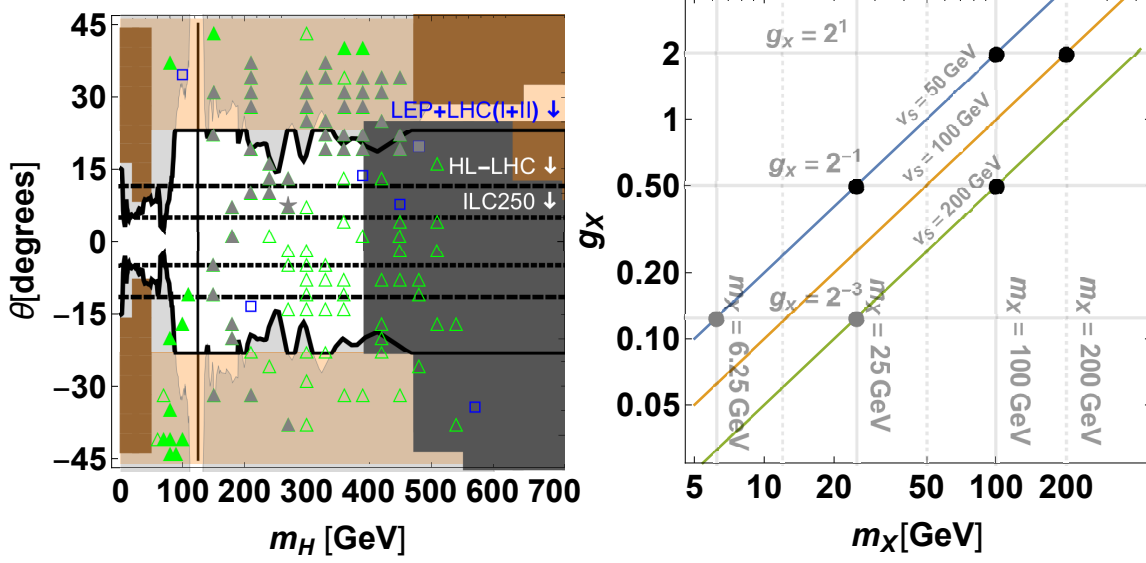 45
30
15
0
−15
−30
−45
θ[degrees]
LEP+LHC(I+II) ↓
HL−LHC ↓
ILC250 ↓
0 100 200 300 400 500 600 700
m_H [GeV]
g_X
2
1
0.50
0.20
0.10
0.05
g_x = 2^1
g_x = 2^−1
g_x = 2^−3
v_s = 50 GeV
v_s = 100 GeV
v_s = 200 GeV
m_x = 6.25 GeV
m_x = 25 GeV
m_x = 100 GeV
m_x = 200 GeV
5 10 20 50 100 200
m_X[GeV]